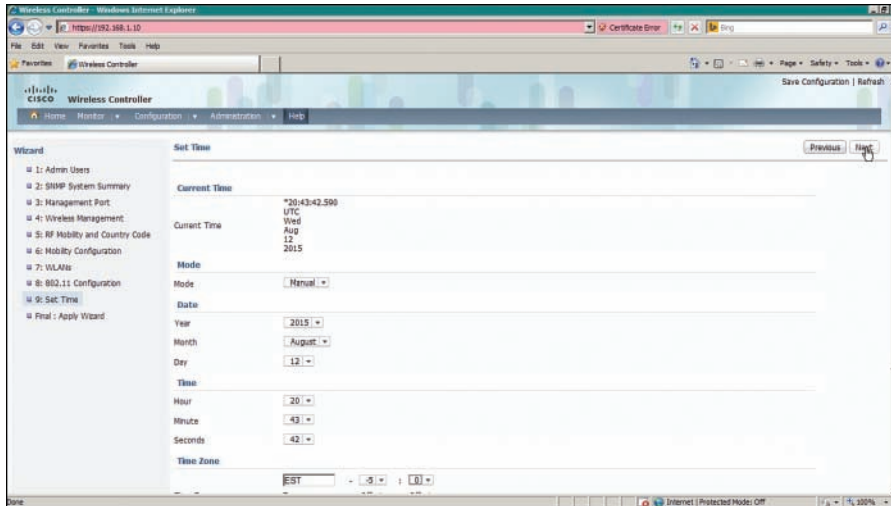 Wireless Controller - Windows Internet Explorer
https://192.168.1.10
Certificate Error
Bing
File Edit View Favorites Tools Help
Favorites Wireless Controller
Page Safety Tools
Save Configuration | Refresh
CISCO Wireless Controller
Home Monitor Configuration Administration Help
Wizard
1: Admin Users
2: SNMP System Summary
3: Management Port
4: Wireless Management
5: RF Mobility and Country Code
6: Mobility Configuration
7: WLANs
8: 802.11 Configuration
9: Set Time
Final : Apply Wizard
Set Time
Previous Next
Current Time
Current Time
*20:43:42.590
UTC
Wed
Aug
12
2015
Mode
Mode Manual
Date
Year 2015
Month August
Day 12
Time
Hour 20
Minute 43
Seconds 42
Time Zone
EST - -5 : 0
Done
Internet | Protected Mode: Off
100%